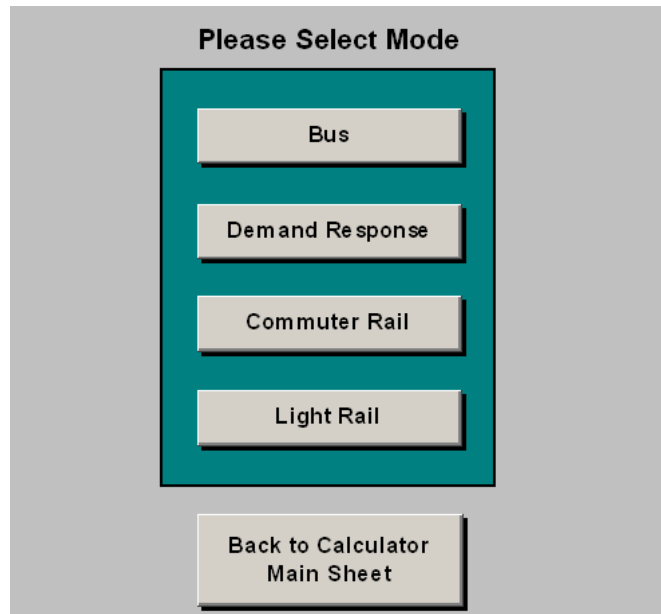 Please Select Mode
Bus
Demand Response
Commuter Rail
Light Rail
Back to Calculator
Main Sheet